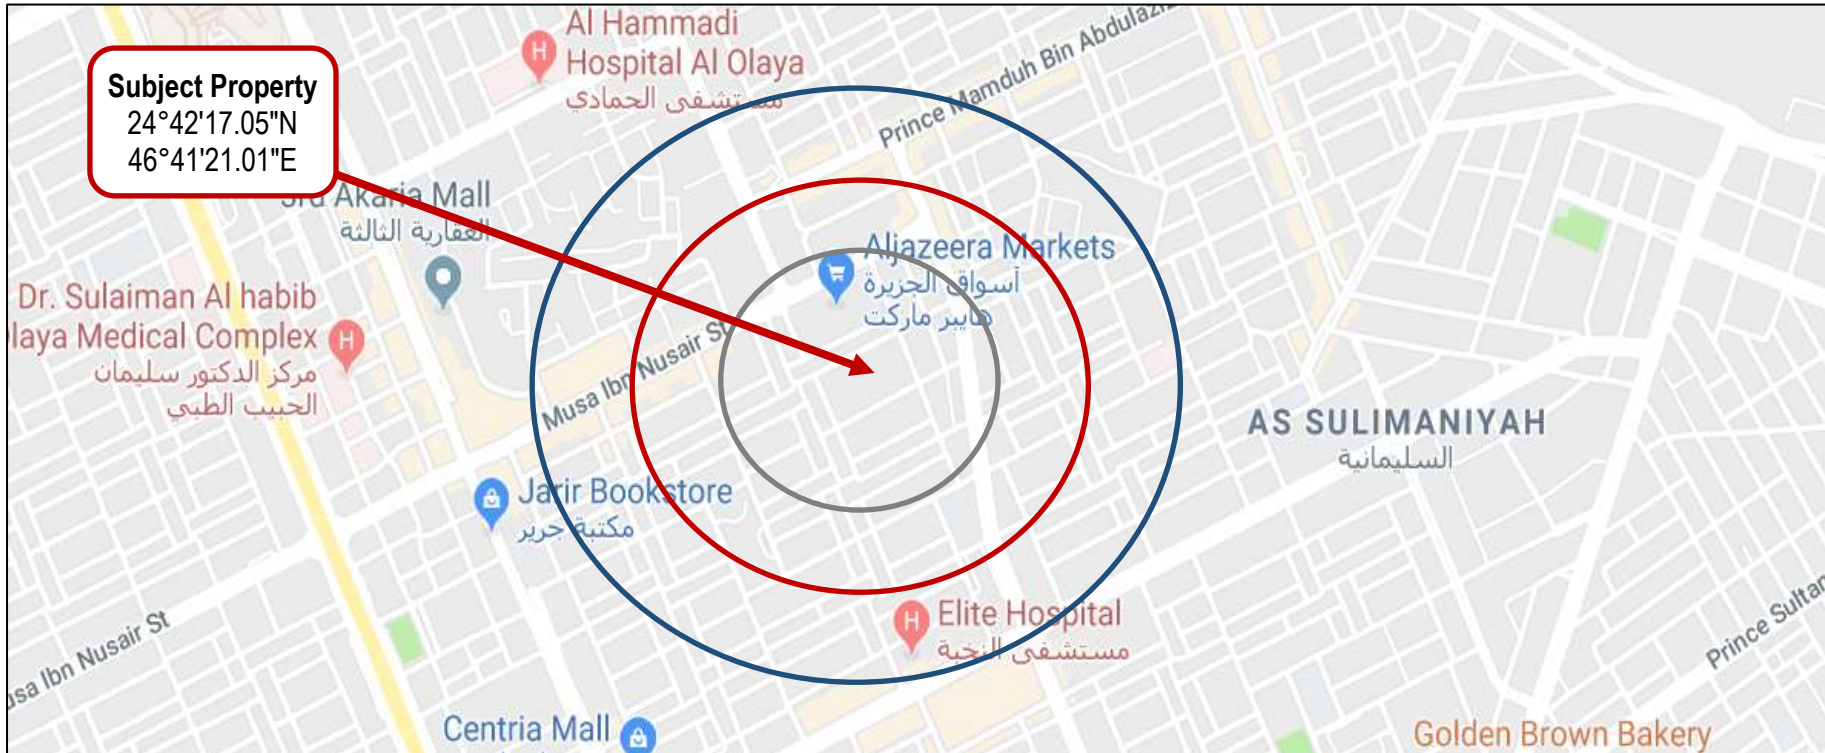 Al Hammadi
Hospital Al Olaya
مستشفى الحمادي
Prince Mamduh Bin Abdulaziz
Subject Property
24°42'17.05"N
46°41'21.01"E
3rd Akaria Mall
العقارية الثالثة
Aljazeera Markets
أسواق الجزيرة
هايبر ماركت
Dr. Sulaiman Al habib
laya Medical Complex
مركز الدكتور سليمان
الحبيب الطبي
Musa Ibn Nusair St
AS SULIMANIYAH
السليمانية
Jarir Bookstore
مكتبة جرير
Elite Hospital
مستشفى النخبة
usa Ibn Nusair St
Prince Sultan
Centria Mall
Golden Brown Bakery